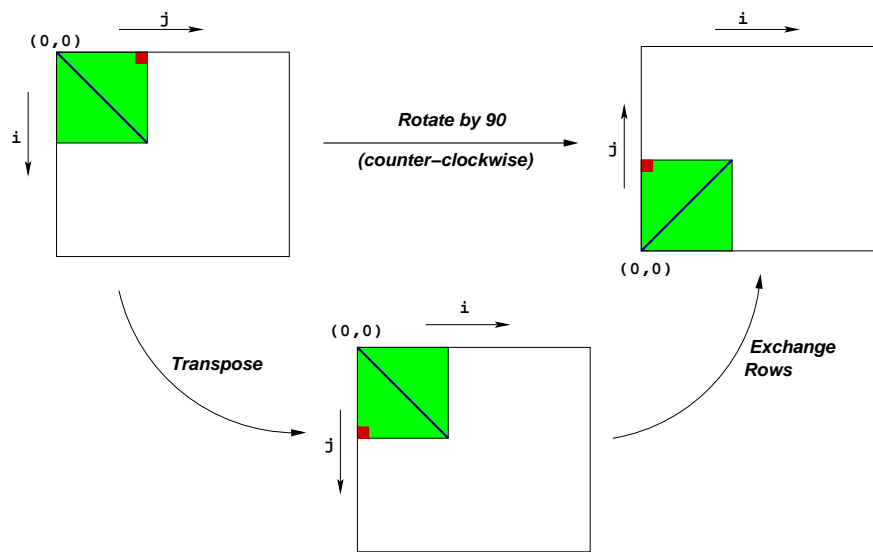 j
(0,0)
i
Rotate by 90
(counter–clockwise)
i
j
(0,0)
Transpose
(0,0)
i
j
Exchange
Rows